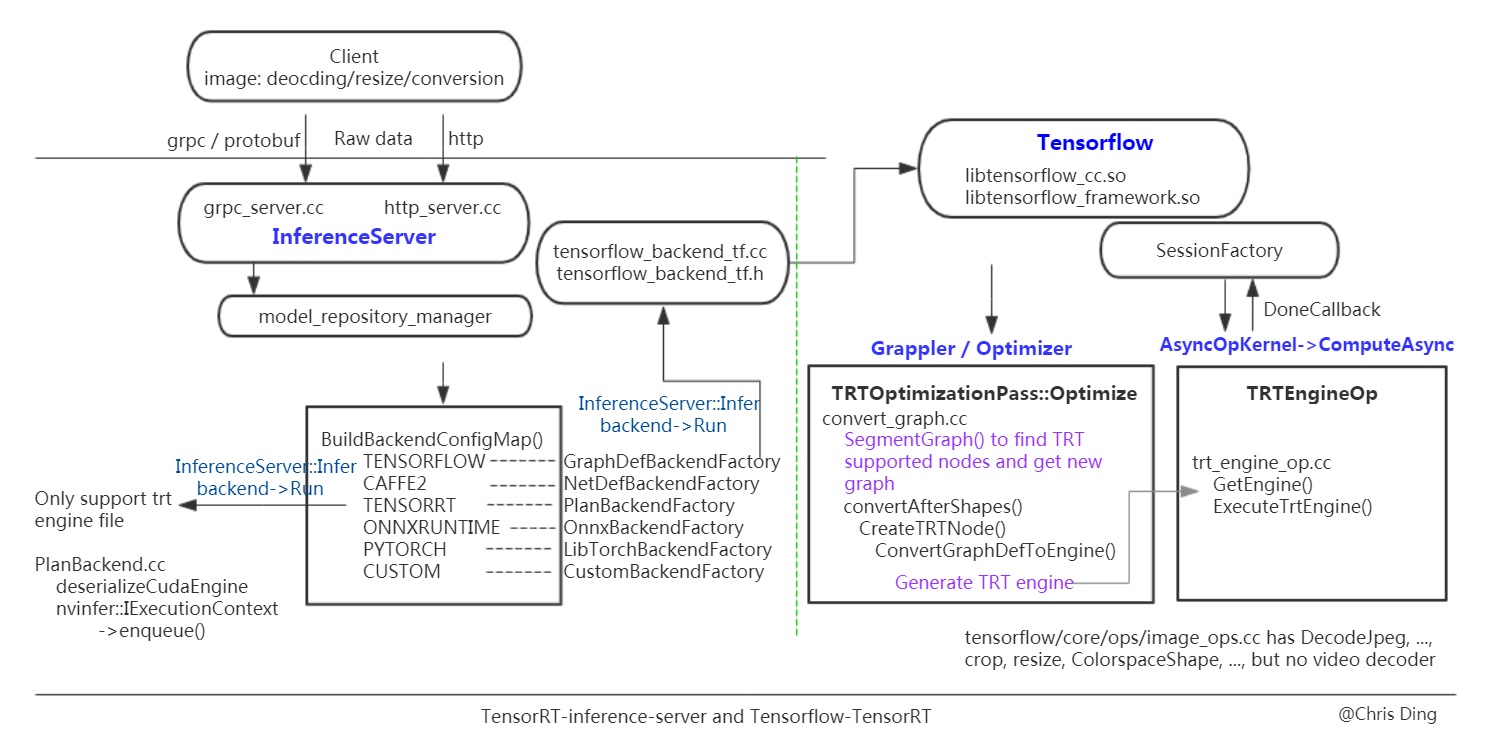 Client
image: deocding/resize/conversion
grpc / protobuf
Raw data
http
grpc_server.cc
http_server.cc
InferenceServer
model_repository_manager
tensorflow_backend_tf.cc
tensorflow_backend_tf.h
InferenceServer::Infer
backend->Run
BuildBackendConfigMap()
TENSORFLOW ------- GraphDefBackendFactory
CAFFE2 ------- NetDefBackendFactory
TENSORRT ------- PlanBackendFactory
ONNXRUNTIME ----- OnnxBackendFactory
PYTORCH ------- LibTorchBackendFactory
CUSTOM ------- CustomBackendFactory
InferenceServer::Infer
backend->Run
Only support trt
engine file
PlanBackend.cc
deserializeCudaEngine
nvinfer::IExecutionContext
->enqueue()
Tensorflow
libtensorflow_cc.so
libtensorflow_framework.so
SessionFactory
DoneCallback
Grappler / Optimizer
AsyncOpKernel->ComputeAsync
TRTOptimizationPass::Optimize
convert_graph.cc
SegmentGraph() to find TRT
supported nodes and get new
graph
convertAfterShapes()
CreateTRTNode()
ConvertGraphDefToEngine()
Generate TRT engine
TRTEngineOp
trt_engine_op.cc
GetEngine()
ExecuteTrtEngine()
tensorflow/core/ops/image_ops.cc has DecodeJpeg, ...,
crop, resize, ColorspaceShape, ..., but no video decoder
TensorRT-inference-server and Tensorflow-TensorRT
@Chris Ding